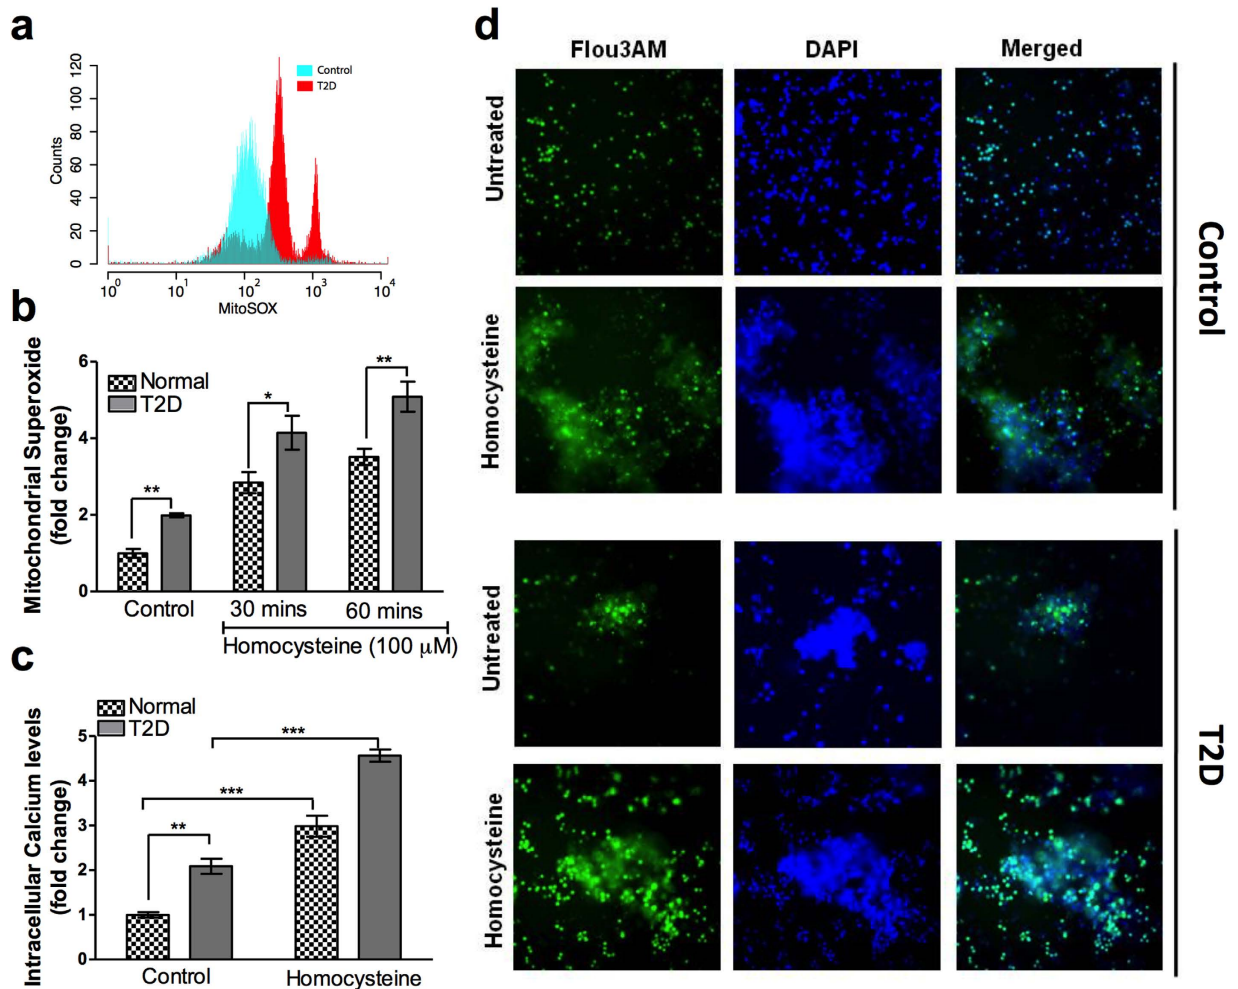 a
120
100
80
60
40
20
0
Counts
Control
T2D
10^0 10^1 10^2 10^3 10^4
MitoSOX
b
Mitochondrial Superoxide
(fold change)
6
4
2
0
Normal
T2D
**
*
**
Control 30 mins 60 mins
Homocysteine (100 μM)
c
Intracellular Calcium levels
(fold change)
5
4
3
2
1
0
Normal
T2D
***
***
**
Control Homocysteine
d
Flou3AM DAPI Merged
Untreated
Homocysteine
Control
Untreated
Homocysteine
T2D